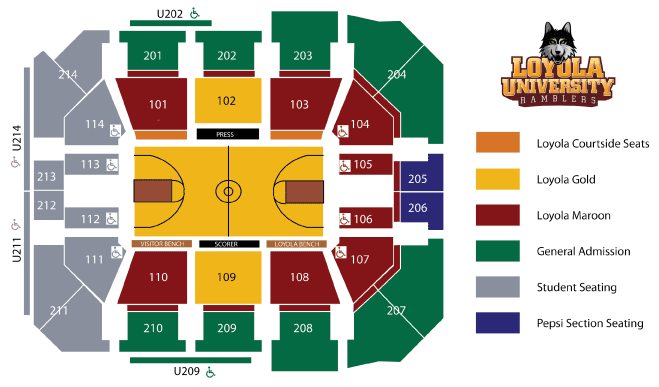 U202
201
202
203
204
214
101
102
103
104
114
PRESS
LOYOLA
UNIVERSITY
RAMBLERS
U214
113
105
213
205
212
206
112
106
U211
VISITOR BENCH
SCORER
LOYOLA BENCH
111
110
109
108
107
211
210
209
208
207
U209
Loyola Courtside Seats
Loyola Gold
Loyola Maroon
General Admission
Student Seating
Pepsi Section Seating